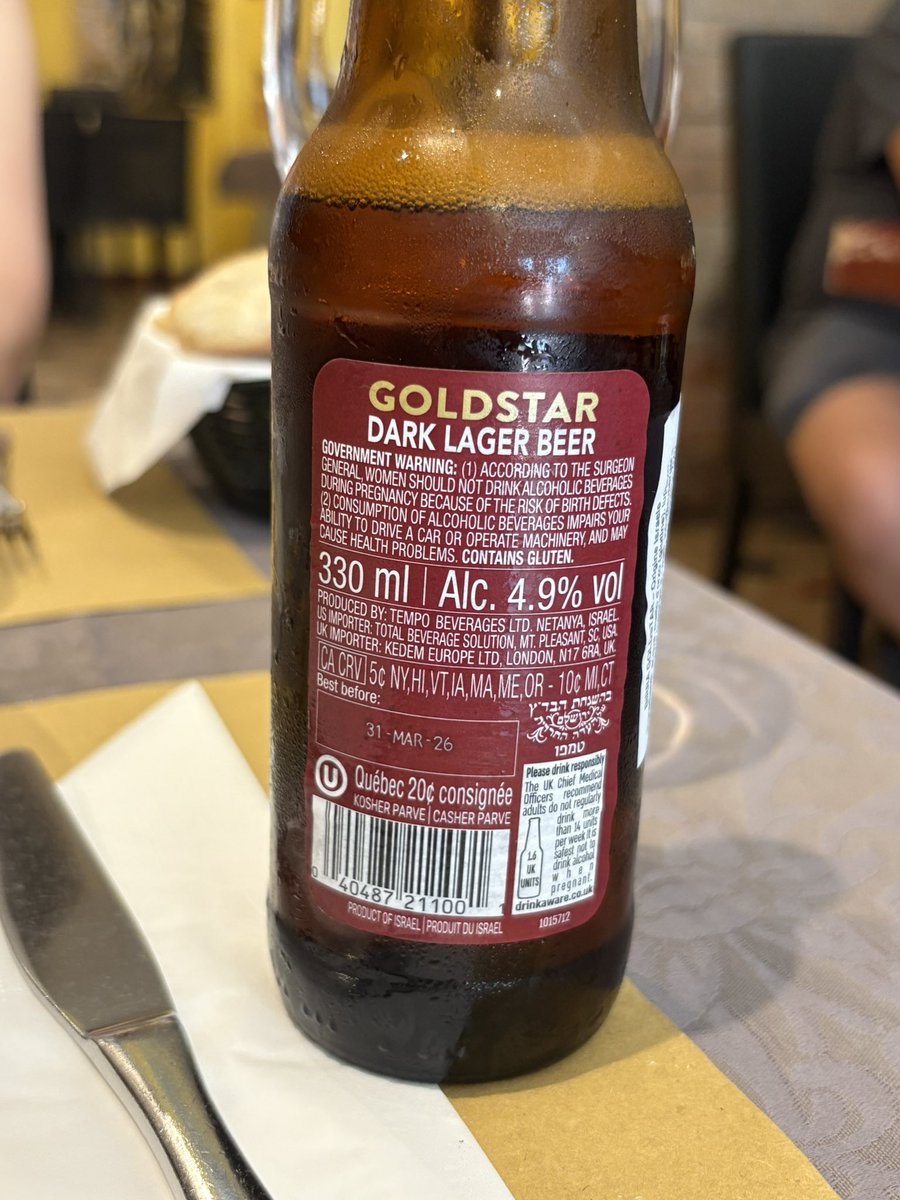 GOLDSTAR
DARK LAGER BEER
GOVERNMENT WARNING: (1) ACCORDING TO THE SURGEON
GENERAL, WOMEN SHOULD NOT DRINK ALCOHOLIC BEVERAGES
DURING PREGNANCY BECAUSE OF THE RISK OF BIRTH DEFECTS.
(2) CONSUMPTION OF ALCOHOLIC BEVERAGES IMPAIRS YOUR
ABILITY TO DRIVE A CAR OR OPERATE MACHINERY, AND MAY
CAUSE HEALTH PROBLEMS. CONTAINS GLUTEN.
330 ml | Alc. 4.9% vol
PRODUCED BY: TEMPO BEVERAGES LTD. NETANYA, ISRAEL.
US IMPORTER: TOTAL BEVERAGE SOLUTION, MT. PLEASANT, SC, USA.
UK IMPORTER: KEDEM EUROPE LTD, LONDON, N17 6RA, UK.
CA CRV 5¢ NY,HI,VT,IA,MA,ME,OR - 10¢ MI,CT
Best before:
31-MAR-26
בהשגחת הבד"ץ
ירושלים
טמפו
U Québec 20¢ consignée
KOSHER PARVE | CASHER PARVE
0 40487 21100 1
PRODUCT OF ISRAEL | PRODUIT DU ISRAEL
Please drink responsibly
The UK Chief Medical
Officers recommend
adults do not regularly
drink more
than 14 units
per week. It is
safest not to
drink alcohol
when
pregnant.
1.6
UK
UNITS
drinkaware.co.uk
1015712